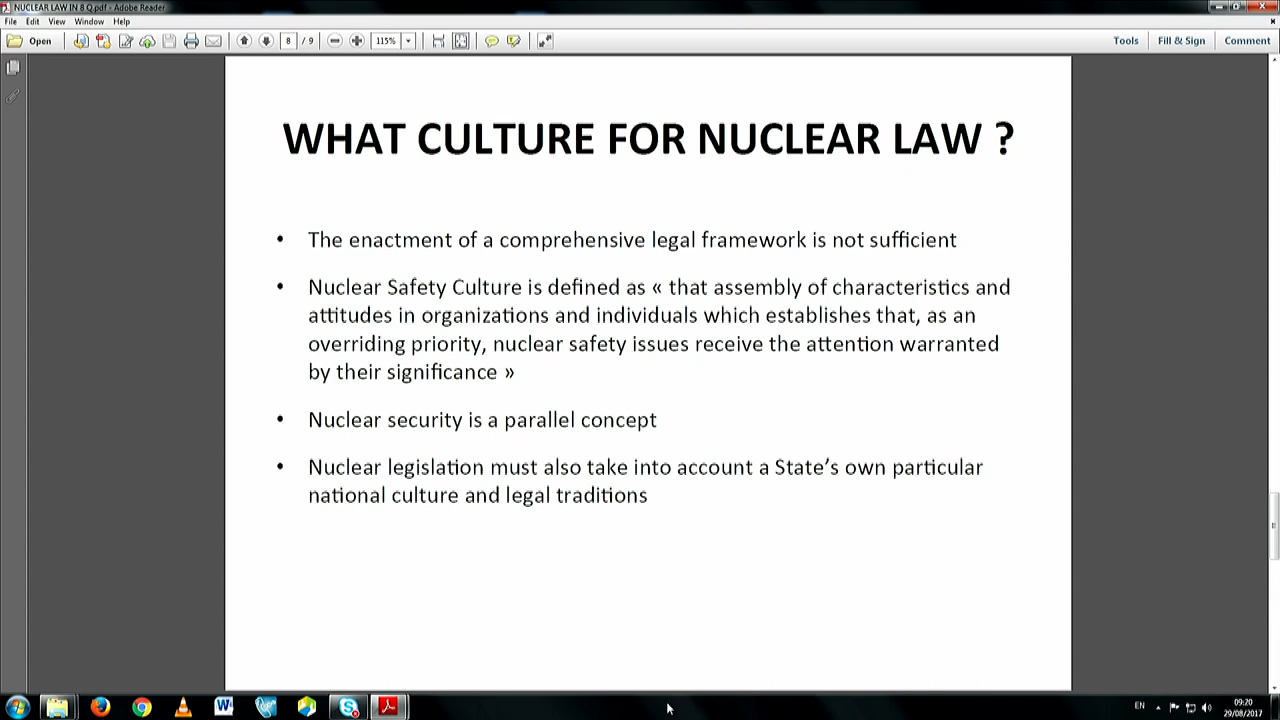 NUCLEAR LAW IN 8 Q.pdf - Adobe Reader
File Edit View Window Help
Open 8 / 9 115% Tools Fill & Sign Comment
WHAT CULTURE FOR NUCLEAR LAW ?
• The enactment of a comprehensive legal framework is not sufficient
• Nuclear Safety Culture is defined as « that assembly of characteristics and
attitudes in organizations and individuals which establishes that, as an
overriding priority, nuclear safety issues receive the attention warranted
by their significance »
• Nuclear security is a parallel concept
• Nuclear legislation must also take into account a State’s own particular
national culture and legal traditions
EN 09:20
29/08/2017